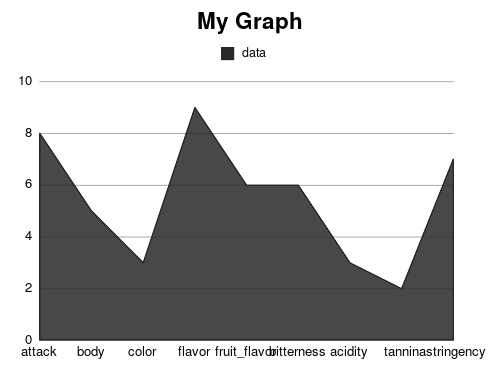 My Graph
data
10
8
6
4
2
0
attack body color flavor fruit_flavor bitterness acidity tannin astringency